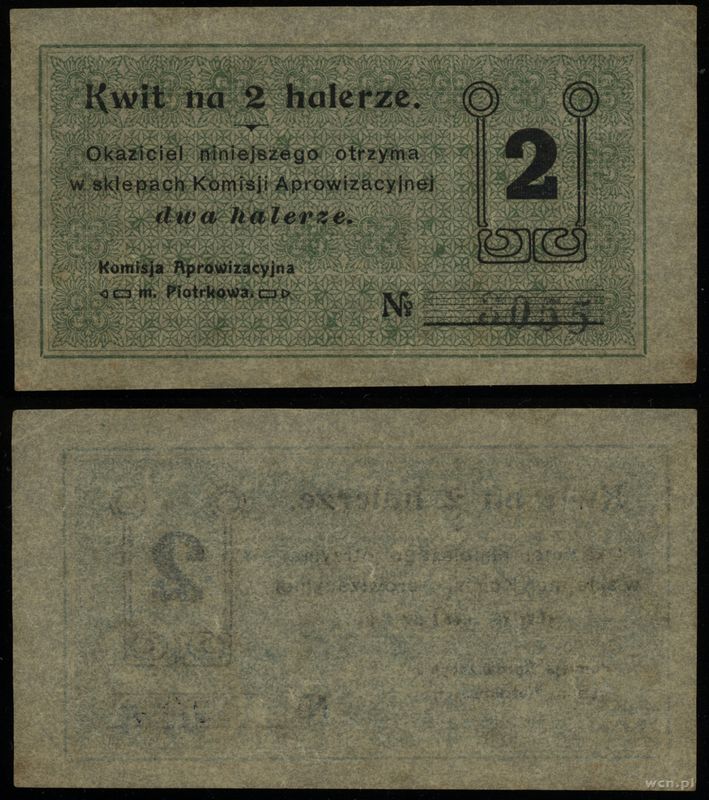 Kwit na 2 halerze.
Okaziciel niniejszego otrzyma
w sklepach Komisji Aprowizacyjnej
dwa halerze.
2
Komisja Aprowizacyjna
m. Piotrkowa.
№ 8055
wcn.pl